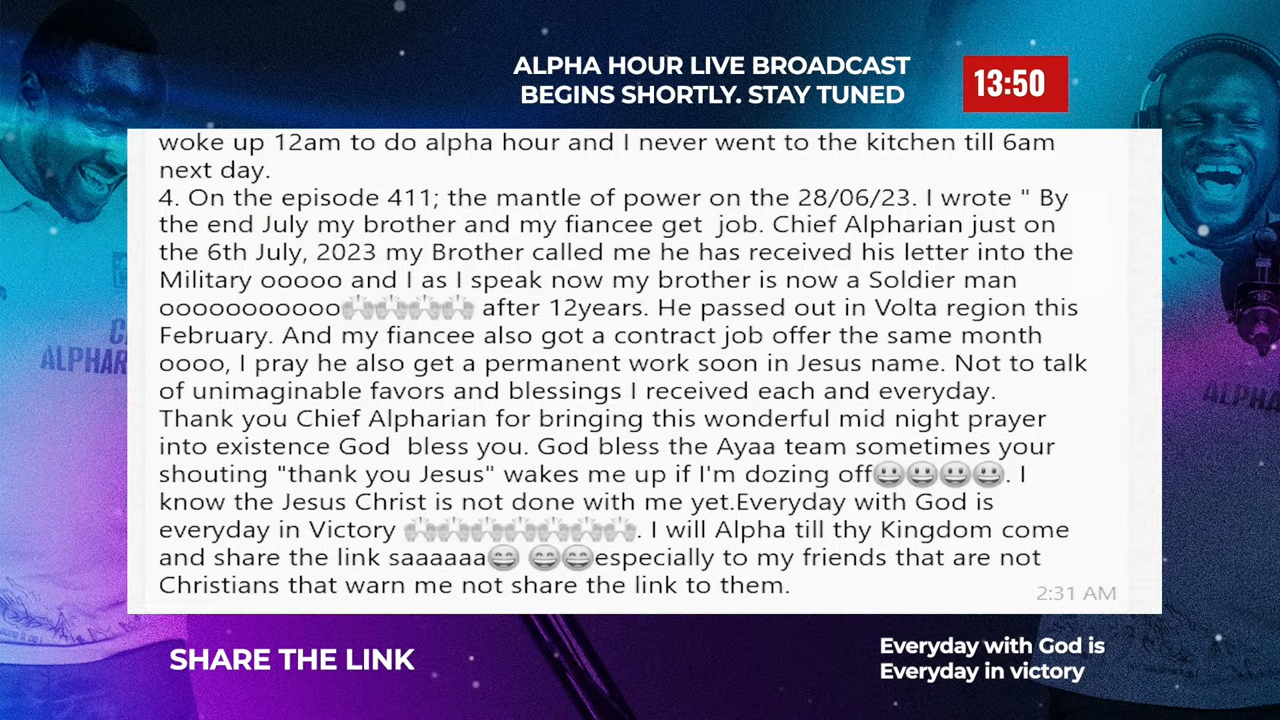 ALPHA HOUR LIVE BROADCAST
BEGINS SHORTLY. STAY TUNED
13:50
woke up 12am to do alpha hour and I never went to the kitchen till 6am
next day.
4. On the episode 411; the mantle of power on the 28/06/23. I wrote " By
the end July my brother and my fiancee get  job. Chief Alpharian just on
the 6th July, 2023 my Brother called me he has received his letter into the
Military ooooo and I as I speak now my brother is now a Soldier man
ooooooooooo🙌🙌🙌🙌 after 12years. He passed out in Volta region this
February. And my fiancee also got a contract job offer the same month
oooo, I pray he also get a permanent work soon in Jesus name. Not to talk
of unimaginable favors and blessings I received each and everyday.
Thank you Chief Alpharian for bringing this wonderful mid night prayer
into existence God  bless you. God bless the Ayaa team sometimes your
shouting "thank you Jesus" wakes me up if I'm dozing off😀😀😀😀. I
know the Jesus Christ is not done with me yet.Everyday with God is
everyday in Victory 🙌🙌🙌🙌🙌🙌🙌. I will Alpha till thy Kingdom come
and share the link saaaaaa😄 😄😄especially to my friends that are not
Christians that warn me not share the link to them.
2:31 AM
ALPHAR
ALPHA
SHARE THE LINK
Everyday with God is
Everyday in victory